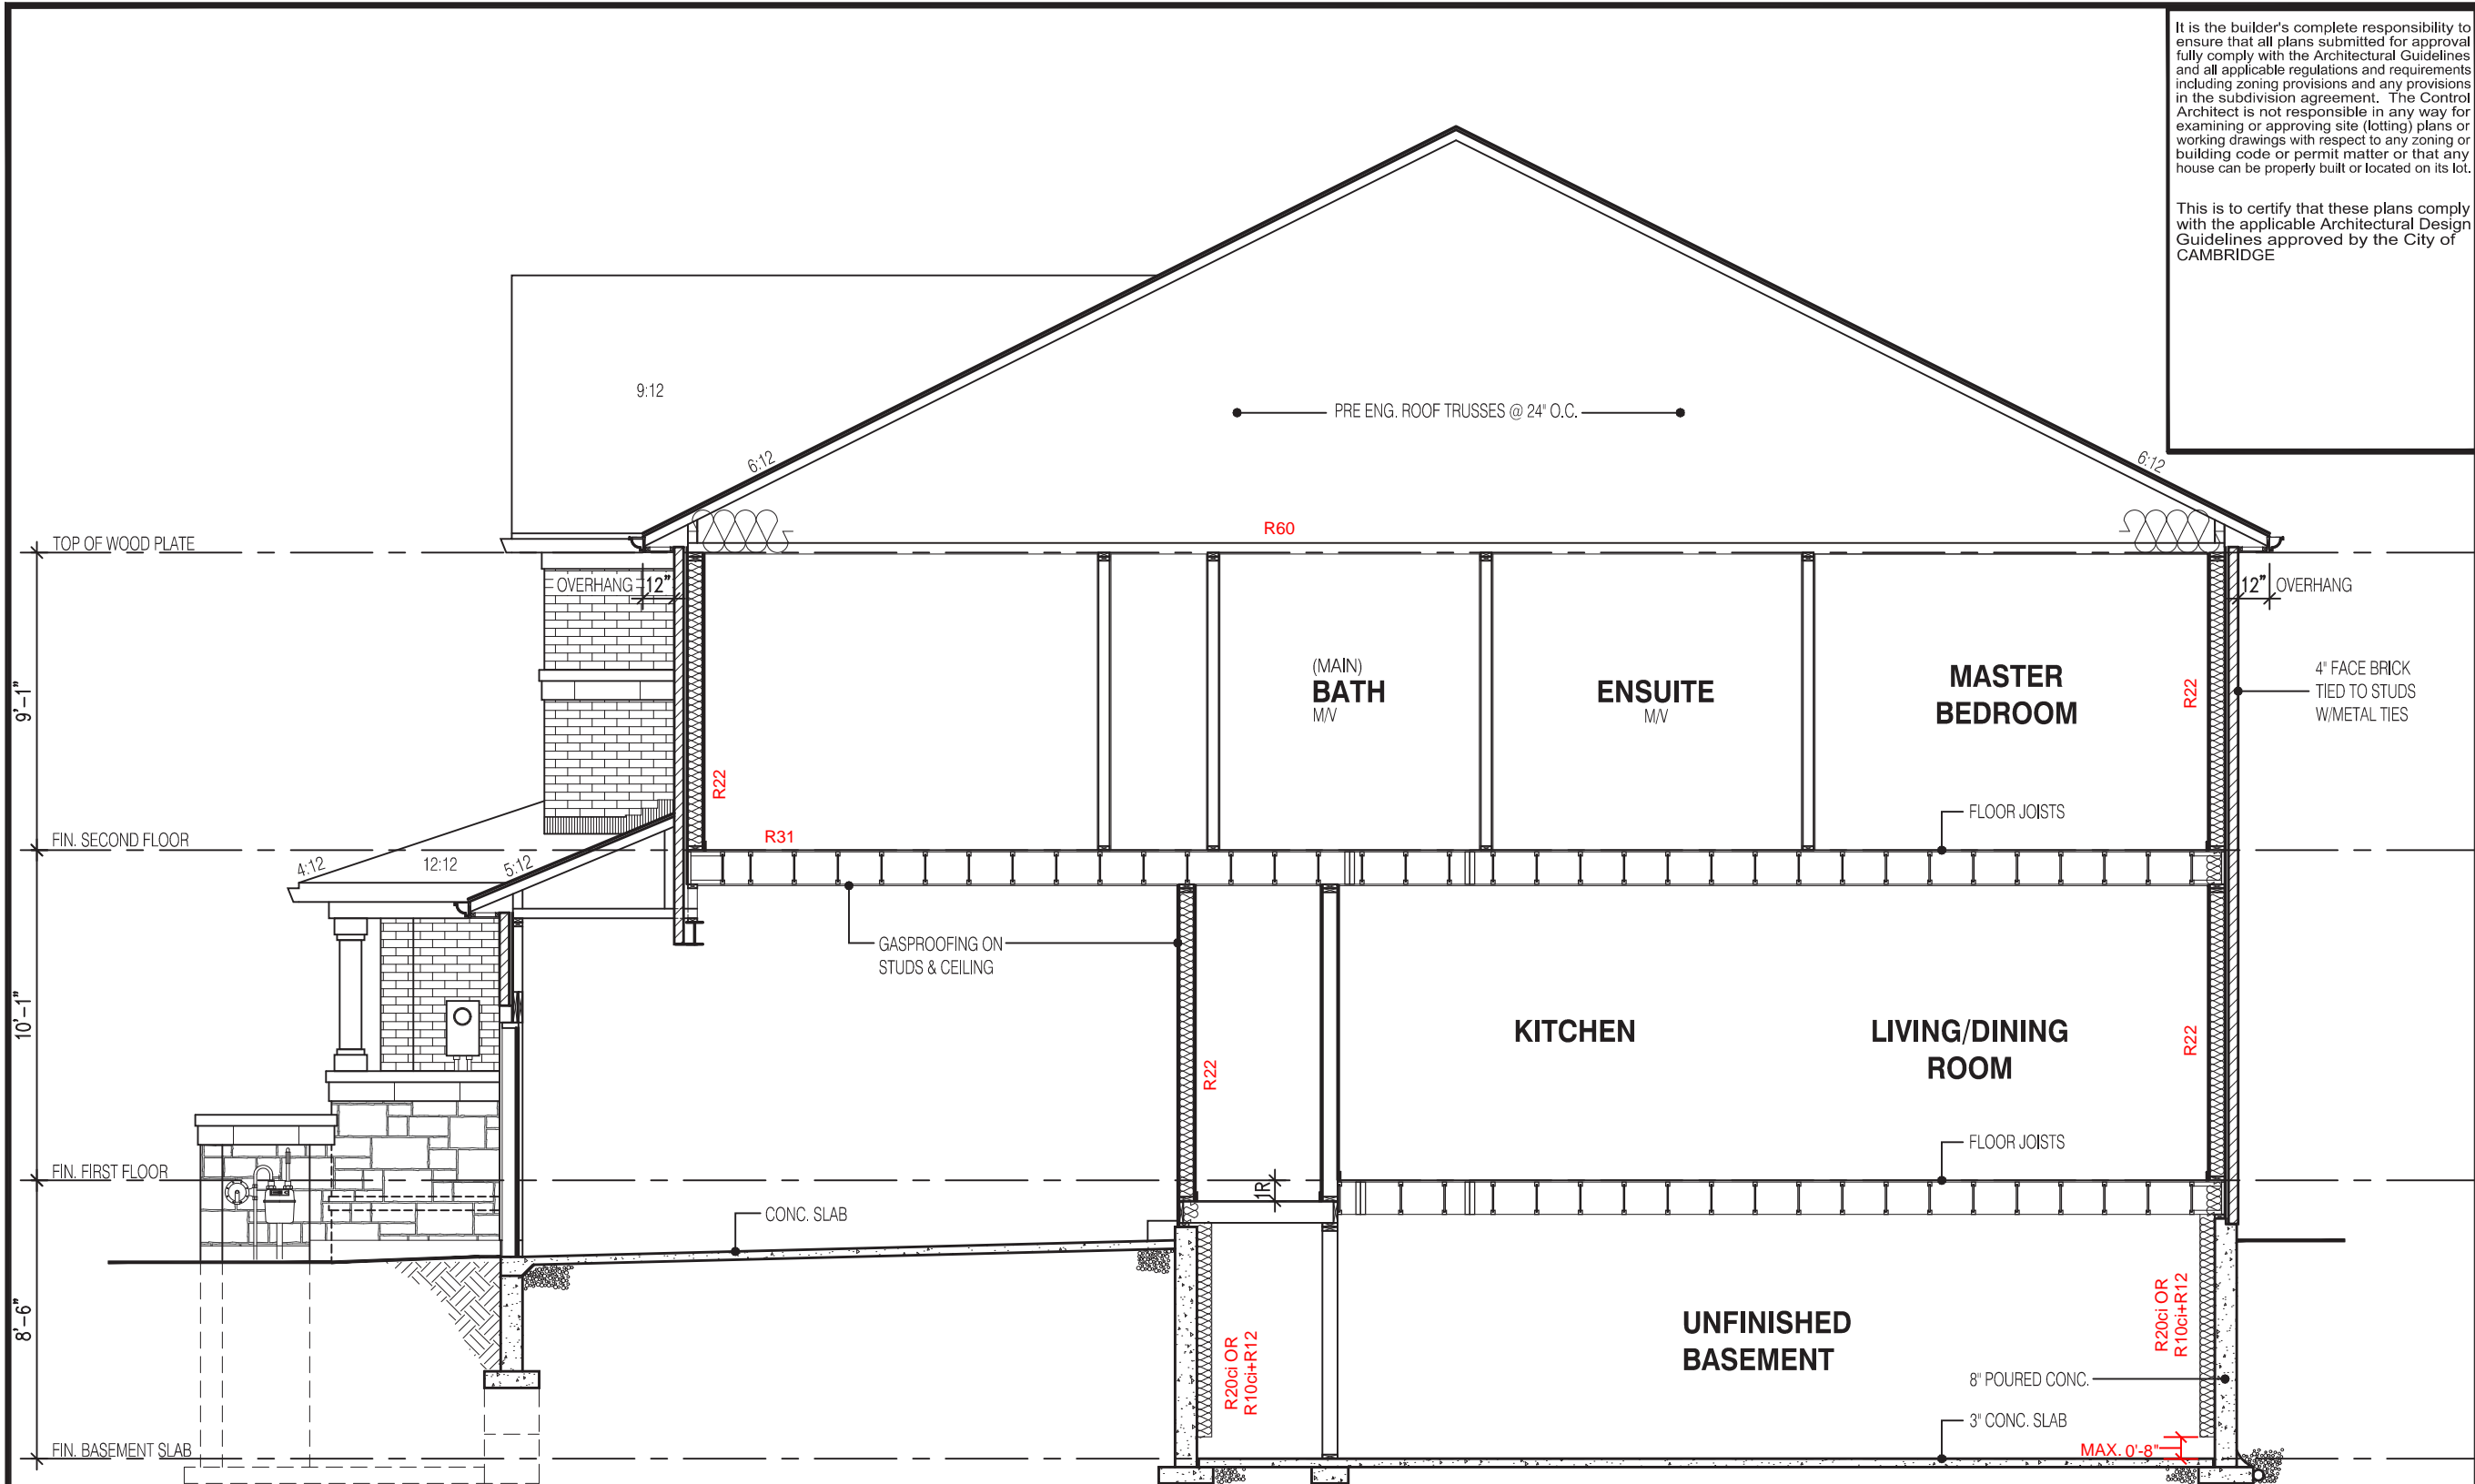 It is the builder's complete responsibility to
ensure that all plans submitted for approval
fully comply with the Architectural Guidelines
and all applicable regulations and requirements
including zoning provisions and any provisions
in the subdivision agreement. The Control
Architect is not responsible in any way for
examining or approving site (lotting) plans or
working drawings with respect to any zoning or
building code or permit matter or that any
house can be properly built or located on its lot.
This is to certify that these plans comply
with the applicable Architectural Design
Guidelines approved by the City of
CAMBRIDGE
9:12
PRE ENG. ROOF TRUSSES @ 24" O.C.
6:12
6:12
R60
TOP OF WOOD PLATE
OVERHANG
12"
12"
OVERHANG
9'-1"
(MAIN)
BATH
M/V
ENSUITE
M/V
MASTER
BEDROOM
R22
4" FACE BRICK
TIED TO STUDS
W/METAL TIES
R22
R31
FLOOR JOISTS
FIN. SECOND FLOOR
4:12
12:12
5:12
GASPROOFING ON
STUDS & CEILING
10'-1"
KITCHEN
LIVING/DINING
ROOM
R22
R22
FLOOR JOISTS
FIN. FIRST FLOOR
1R
CONC. SLAB
8'-6"
UNFINISHED
BASEMENT
R20ci OR
R10ci+R12
R20ci OR
R10ci+R12
8" POURED CONC.
3" CONC. SLAB
MAX. 0'-8"
FIN. BASEMENT SLAB